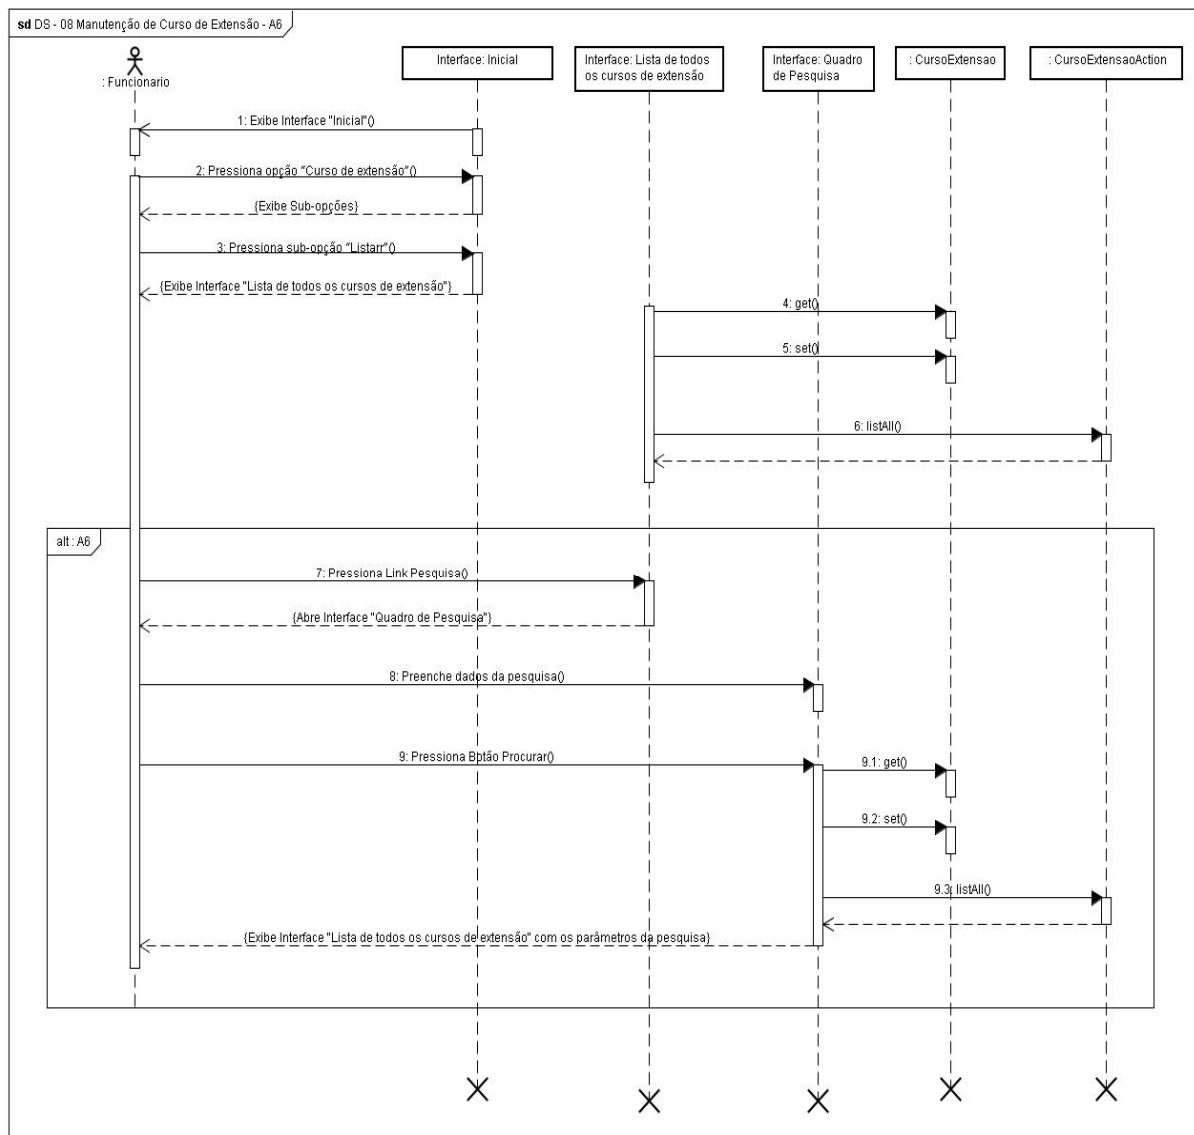 sd DS - 08 Manutenção de Curso de Extensão - A6
: Funcionario
Interface: Inicial
Interface: Lista de todos
os cursos de extensão
Interface: Quadro
de Pesquisa
: CursoExtensao
: CursoExtensaoAction
1: Exibe Interface "Inicial"()
2: Pressiona opção "Curso de extensão"()
{Exibe Sub-opções}
3: Pressiona sub-opção "Listarr"()
{Exibe Interface "Lista de todos os cursos de extensão"}
4: get()
5: set()
6: listAll()
alt : A6
7: Pressiona Link Pesquisa()
{Abre Interface "Quadro de Pesquisa"}
8: Preenche dados da pesquisa()
9: Pressiona Botão Procurar()
9.1: get()
9.2: set()
9.3: listAll()
{Exibe Interface "Lista de todos os cursos de extensão" com os parâmetros da pesquisa}